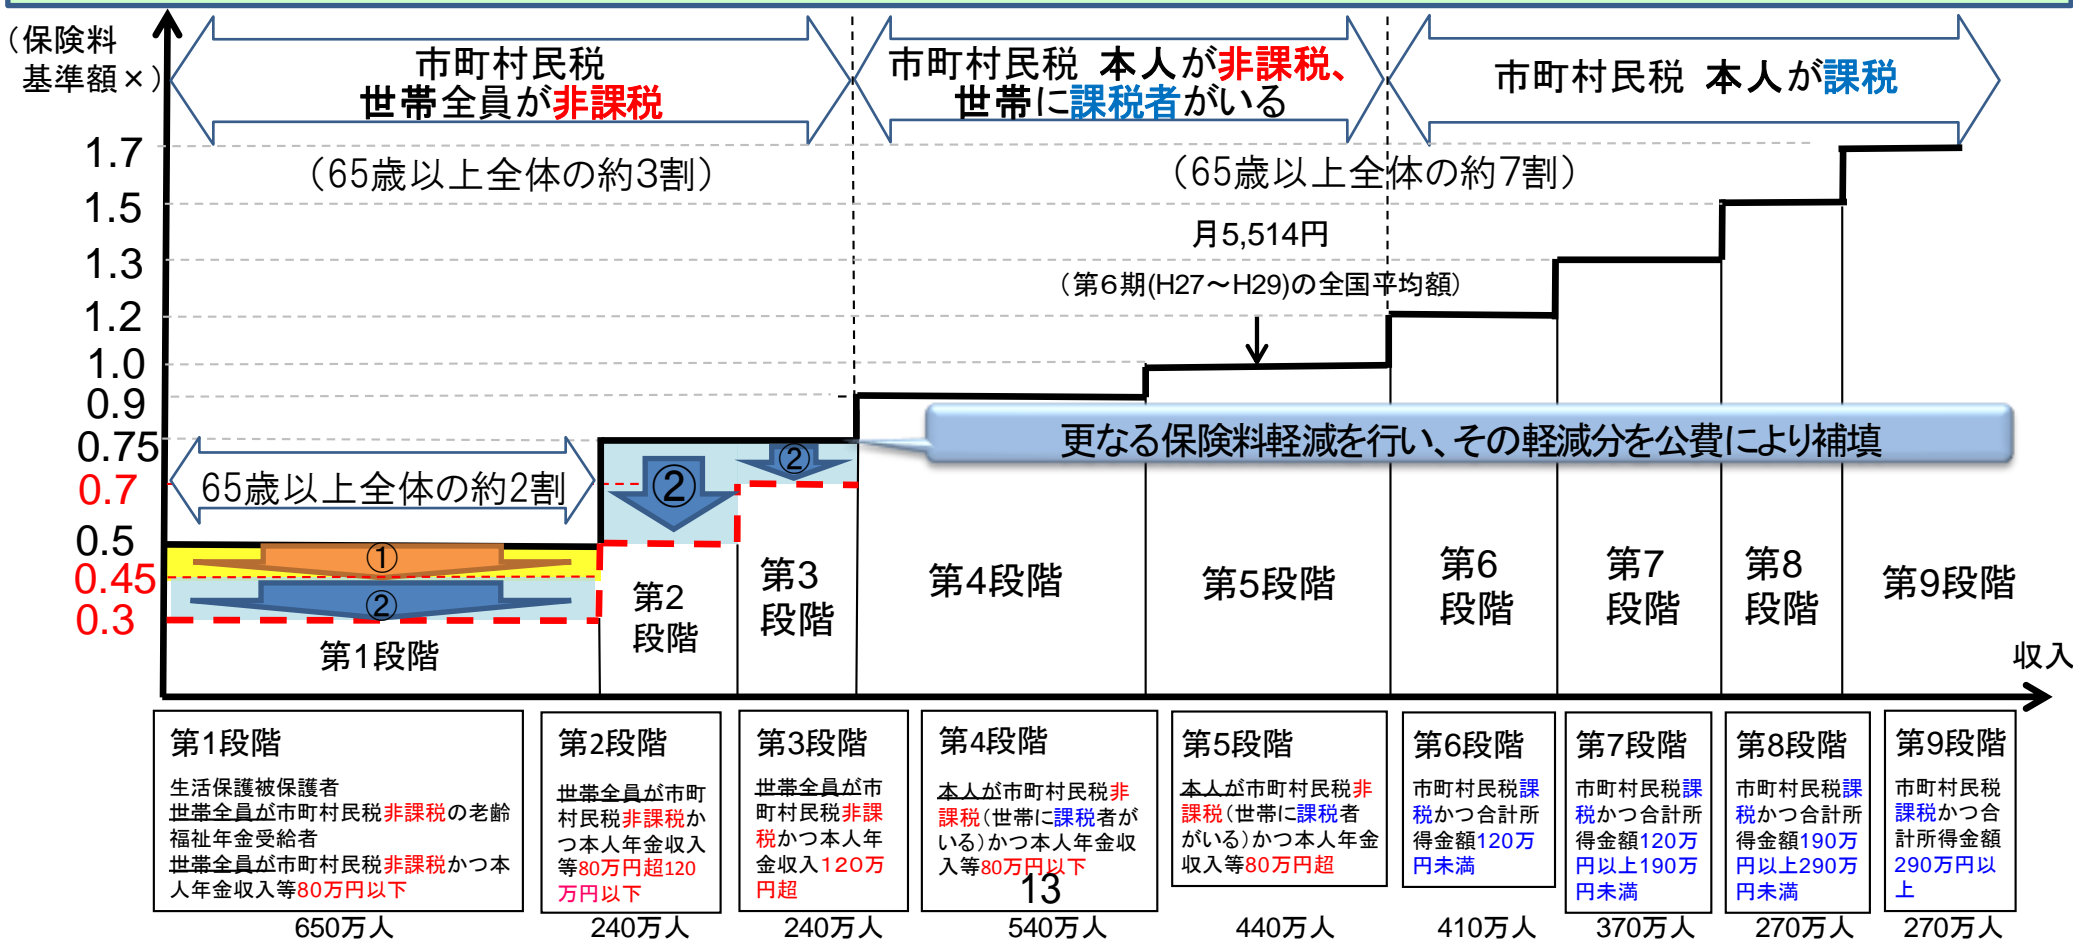 （保険料
基準額×）
市町村民税
世帯全員が非課税
市町村民税 本人が非課税、
世帯に課税者がいる
市町村民税 本人が課税
（65歳以上全体の約3割）
（65歳以上全体の約7割）
1.7
1.5
1.3
1.2
1.0
0.9
0.75
0.7
0.5
0.45
0.3
月5,514円
（第６期(H27～H29)の全国平均額）
更なる保険料軽減を行い、その軽減分を公費により補填
65歳以上全体の約2割
①
②
②
②
第1段階
第2
段階
第3
段階
第4段階
第5段階
第6
段階
第7
段階
第8
段階
第9段階
収入
第1段階
生活保護被保護者
世帯全員が市町村民税非課税の老齢
福祉年金受給者
世帯全員が市町村民税非課税かつ本
人年金収入等80万円以下
650万人
第2段階
世帯全員が市町
村民税非課税か
つ本人年金収入
等80万円超120
万円以下
240万人
第3段階
世帯全員が市
町村民税非課
税かつ本人年
金収入１２０万
円超
240万人
第4段階
本人が市町村民税非
課税（世帯に課税者が
いる）かつ本人年金収
入等80万円以下
13
540万人
第5段階
本人が市町村民税非
課税（世帯に課税者
がいる）かつ本人年金
収入等80万円超
440万人
第6段階
市町村民税課
税かつ合計所
得金額120万
円未満
410万人
第7段階
市町村民税課
税かつ合計所
得金額120万
円以上190万
円未満
370万人
第8段階
市町村民税課
税かつ合計所
得金額190万
円以上290万
円未満
270万人
第9段階
市町村民税
課税かつ合
計所得金額
290万円以
上
270万人